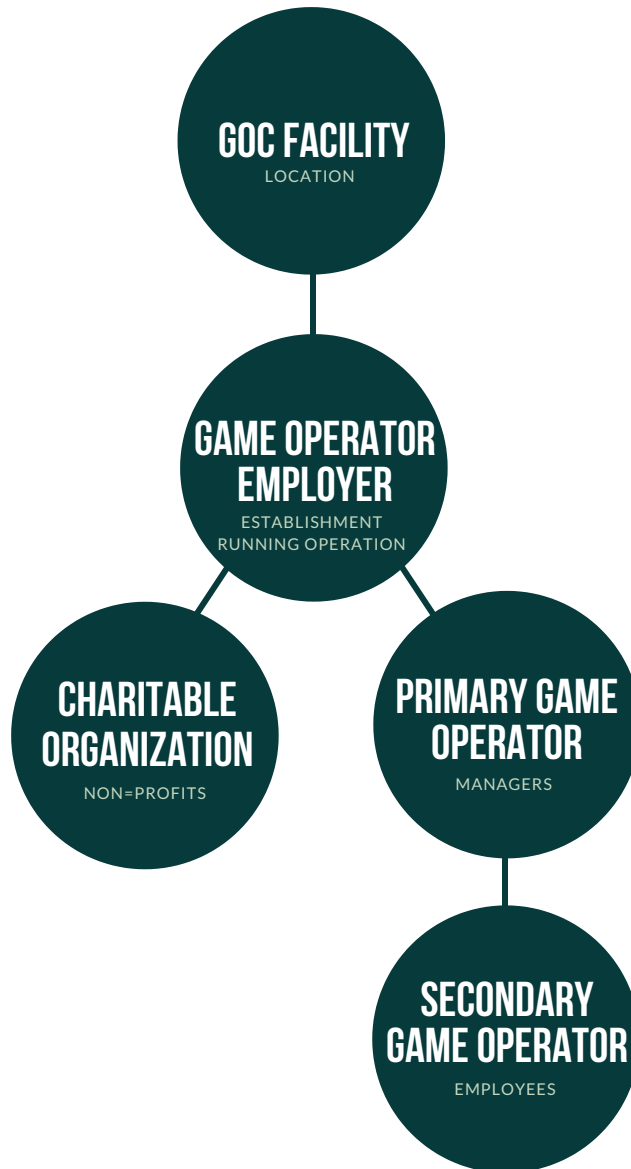 GOC FACILITY
LOCATION
GAME OPERATOR
EMPLOYER
ESTABLISHMENT
RUNNING OPERATION
CHARITABLE
ORGANIZATION
NON=PROFITS
PRIMARY GAME
OPERATOR
MANAGERS
SECONDARY
GAME OPERATOR
EMPLOYEES